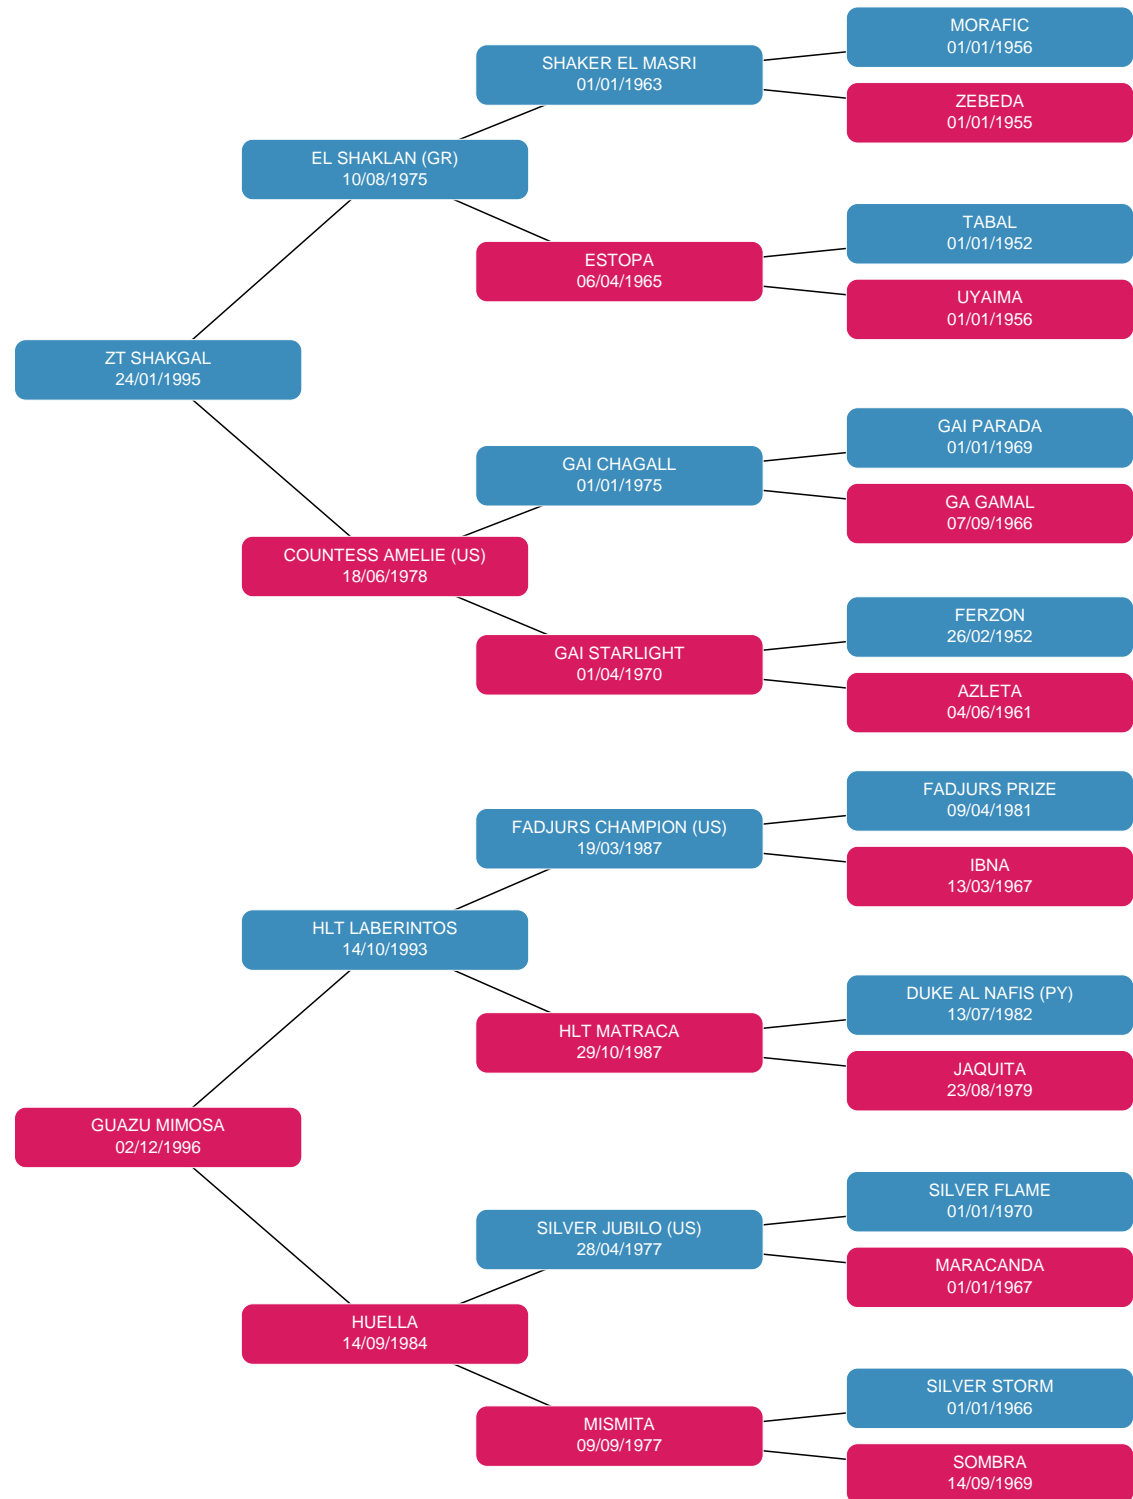 MORAFIC
01/01/1956
SHAKER EL MASRI
01/01/1963
ZEBEDA
01/01/1955
EL SHAKLAN (GR)
10/08/1975
TABAL
01/01/1952
ESTOPA
06/04/1965
UYAIMA
01/01/1956
ZT SHAKGAL
24/01/1995
GAI PARADA
01/01/1969
GAI CHAGALL
01/01/1975
GA GAMAL
07/09/1966
COUNTESS AMELIE (US)
18/06/1978
FERZON
26/02/1952
GAI STARLIGHT
01/04/1970
AZLETA
04/06/1961
FADJURS PRIZE
09/04/1981
FADJURS CHAMPION (US)
19/03/1987
IBNA
13/03/1967
HLT LABERINTOS
14/10/1993
DUKE AL NAFIS (PY)
13/07/1982
HLT MATRACA
29/10/1987
JAQUITA
23/08/1979
GUAZU MIMOSA
02/12/1996
SILVER FLAME
01/01/1970
SILVER JUBILO (US)
28/04/1977
MARACANDA
01/01/1967
HUELLA
14/09/1984
SILVER STORM
01/01/1966
MISMITA
09/09/1977
SOMBRA
14/09/1969